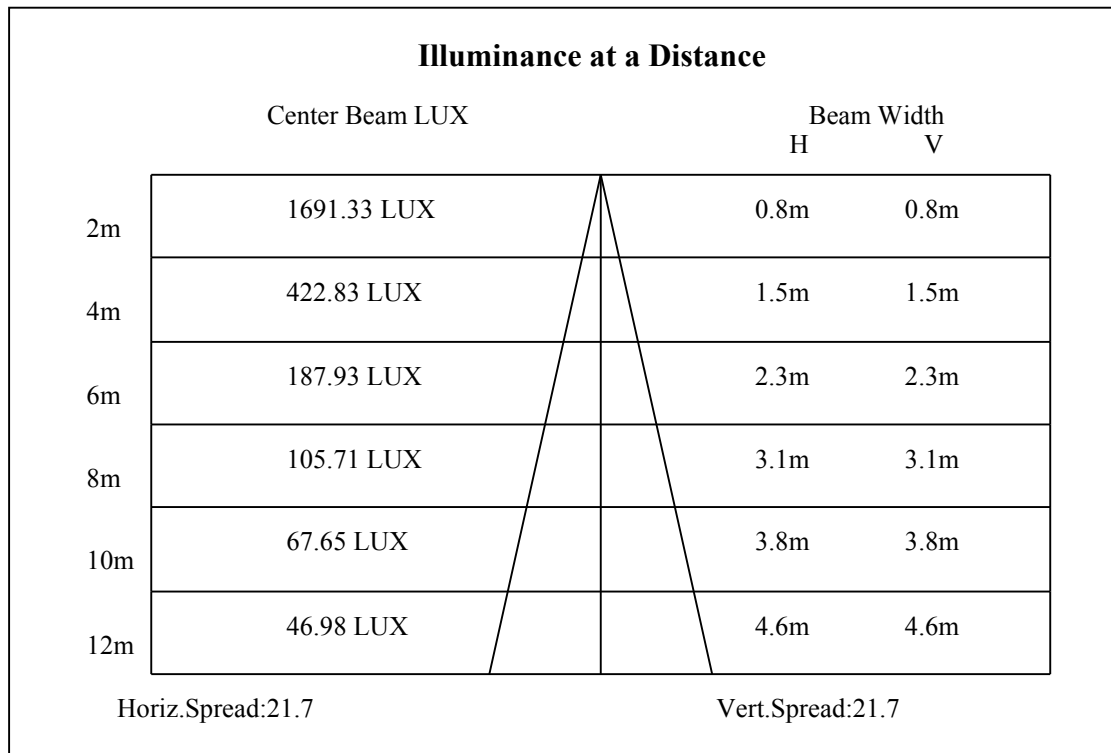 Illuminance at a Distance
Center Beam LUX Beam Width
H V
1691.33 LUX 0.8m 0.8m
2m
422.83 LUX 1.5m 1.5m
4m
187.93 LUX 2.3m 2.3m
6m
105.71 LUX 3.1m 3.1m
8m
67.65 LUX 3.8m 3.8m
10m
46.98 LUX 4.6m 4.6m
12m
Horiz.Spread:21.7 Vert.Spread:21.7